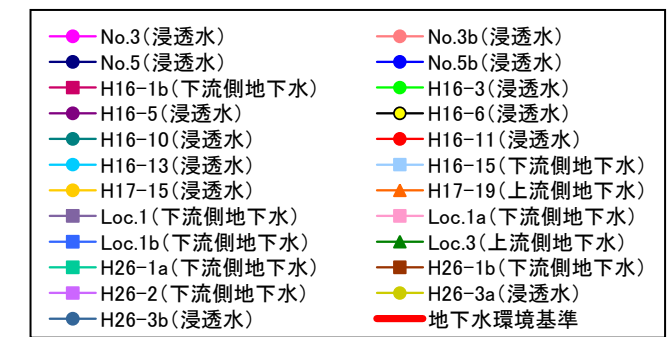 No.3(浸透水) No.3b(浸透水)
No.5(浸透水) No.5b(浸透水)
H16-1b(下流側地下水) H16-3(浸透水)
H16-5(浸透水) H16-6(浸透水)
H16-10(浸透水) H16-11(浸透水)
H16-13(浸透水) H16-15(下流側地下水)
H17-15(浸透水) H17-19(上流側地下水)
Loc.1(下流側地下水) Loc.1a(下流側地下水)
Loc.1b(下流側地下水) Loc.3(上流側地下水)
H26-1a(下流側地下水) H26-1b(下流側地下水)
H26-2(下流側地下水) H26-3a(浸透水)
H26-3b(浸透水) 地下水環境基準